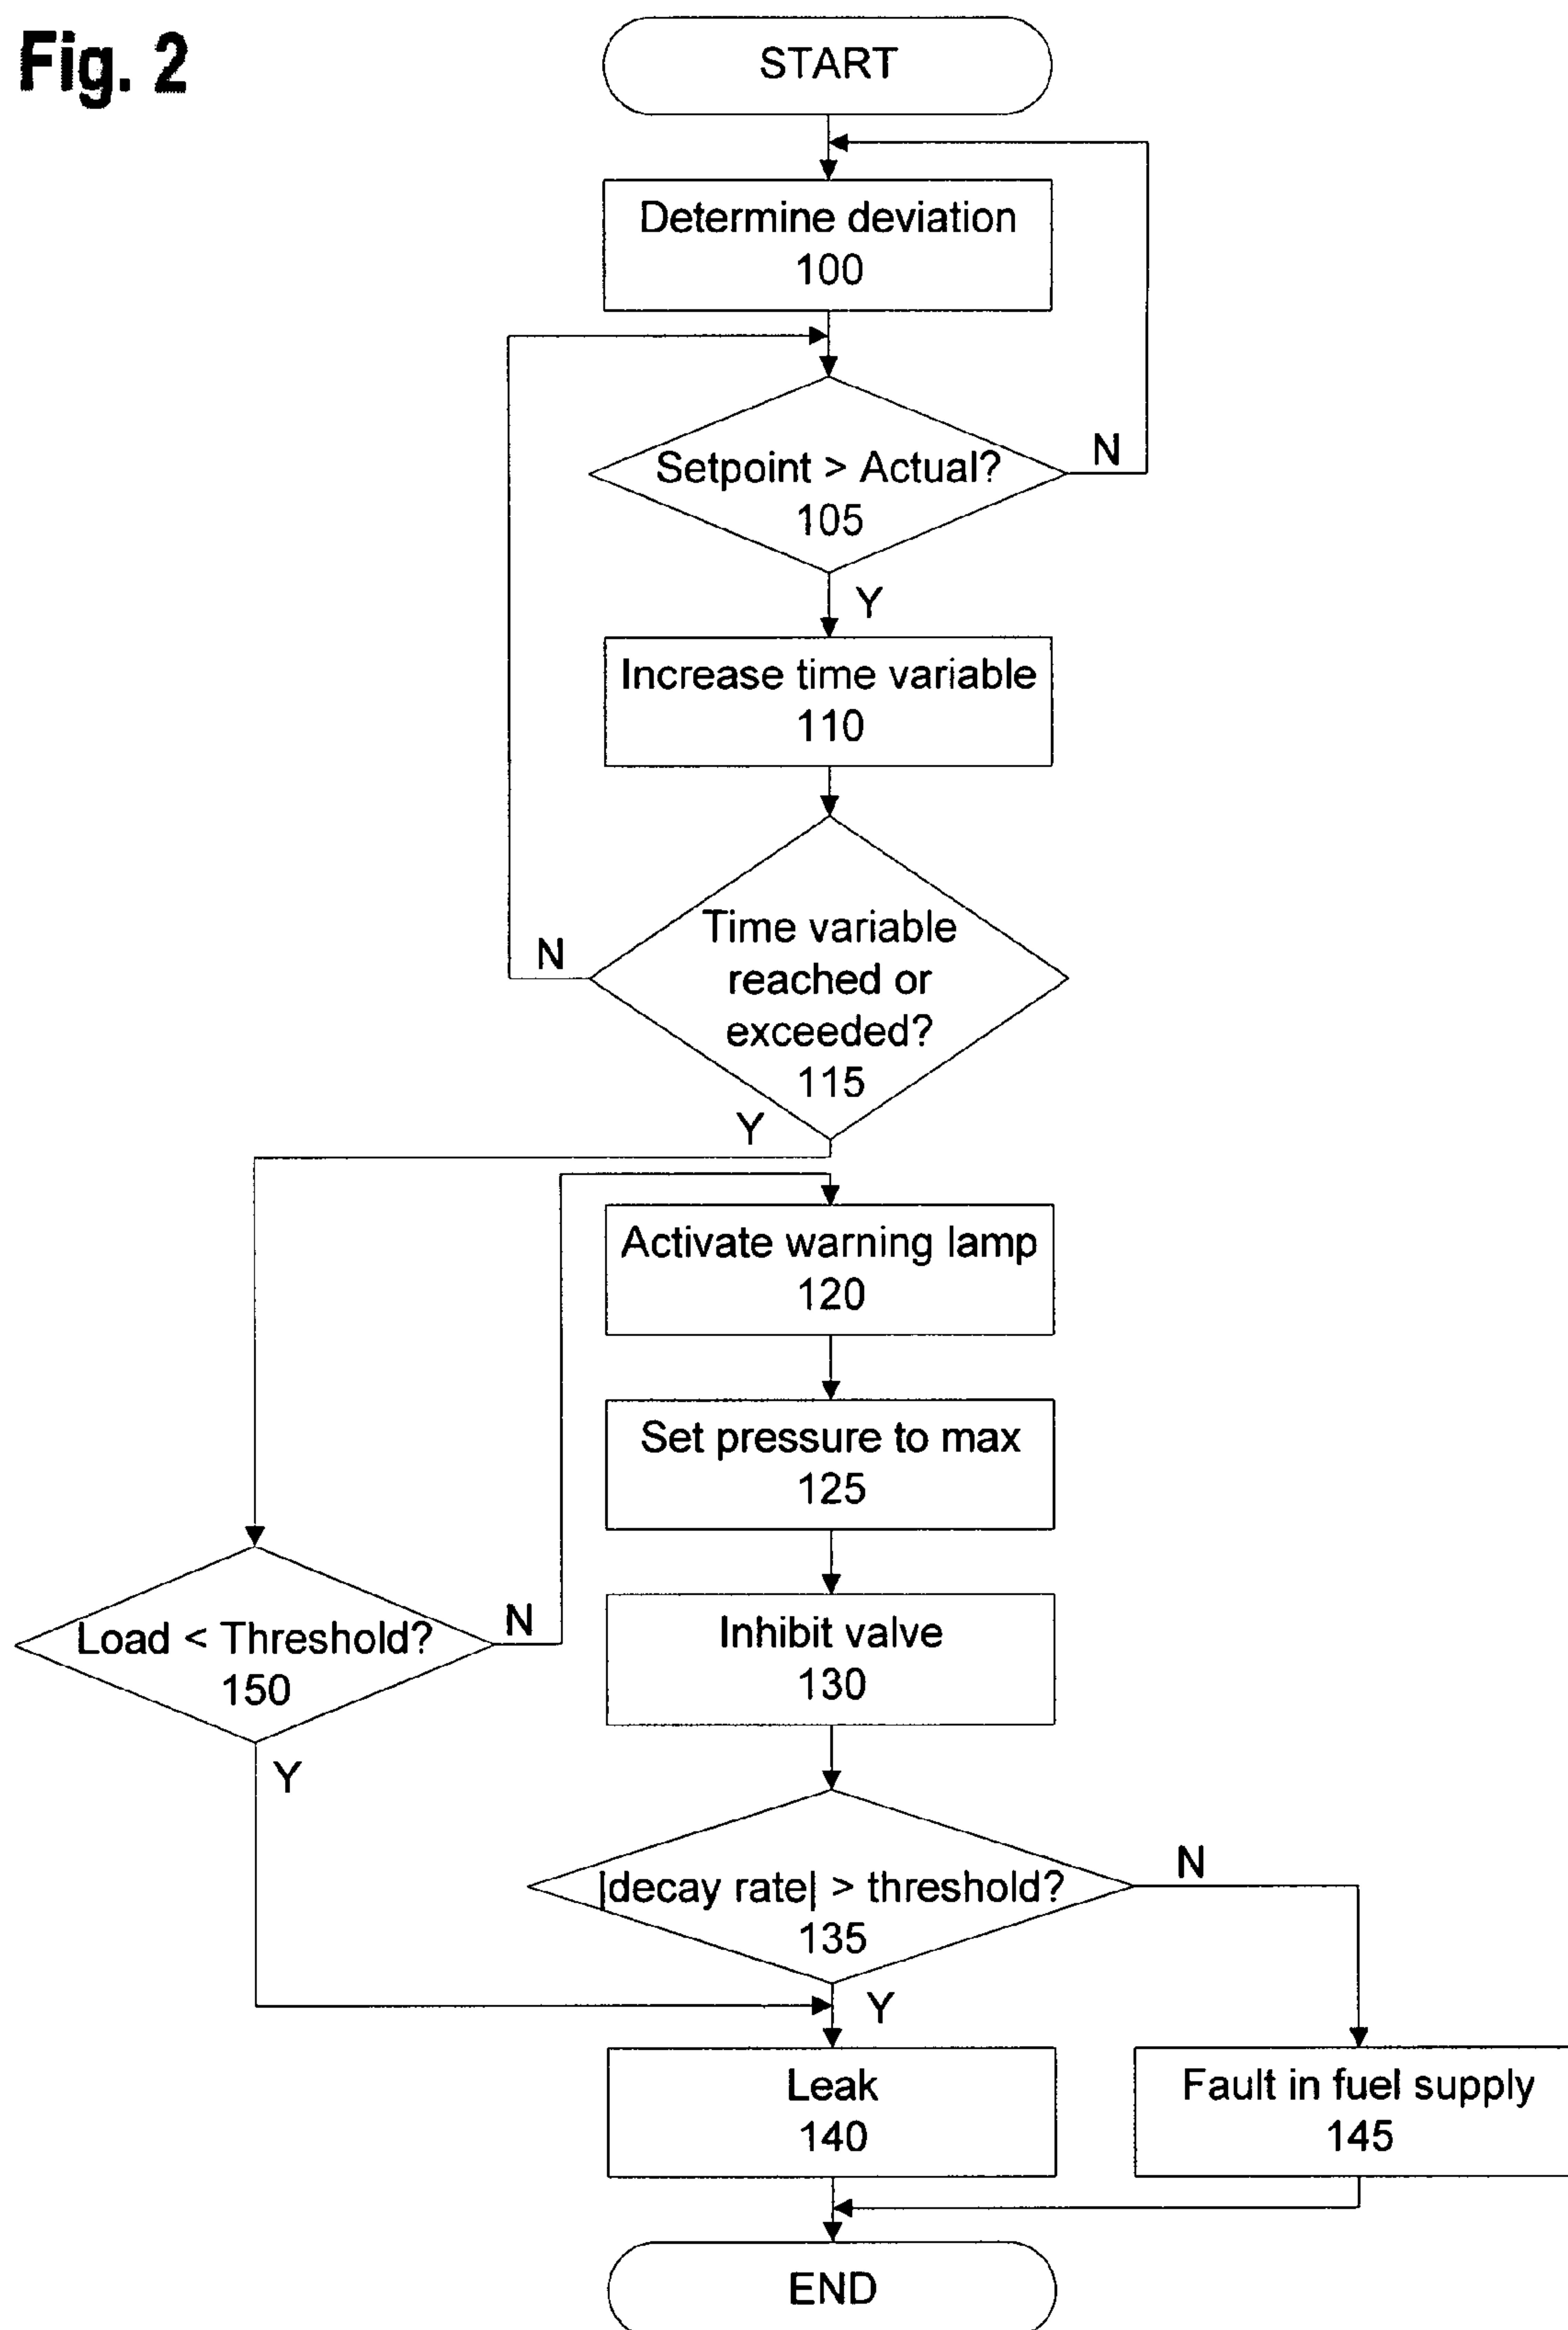 Fig. 2
START
Determine deviation
100
Setpoint > Actual?
105
N
Y
Increase time variable
110
Time variable
reached or
exceeded?
115
N
Y
Activate warning lamp
120
Set pressure to max
125
Load < Threshold?
150
N
Y
Inhibit valve
130
|decay rate| > threshold?
135
N
Y
Leak
140
Fault in fuel supply
145
END